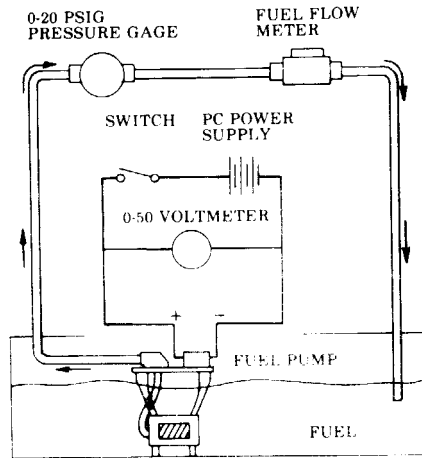 0-20 PSIG
PRESSURE GAGE
FUEL FLOW
METER
SWITCH
PC POWER
SUPPLY
0-50 VOLTMETER
+
−
FUEL PUMP
FUEL